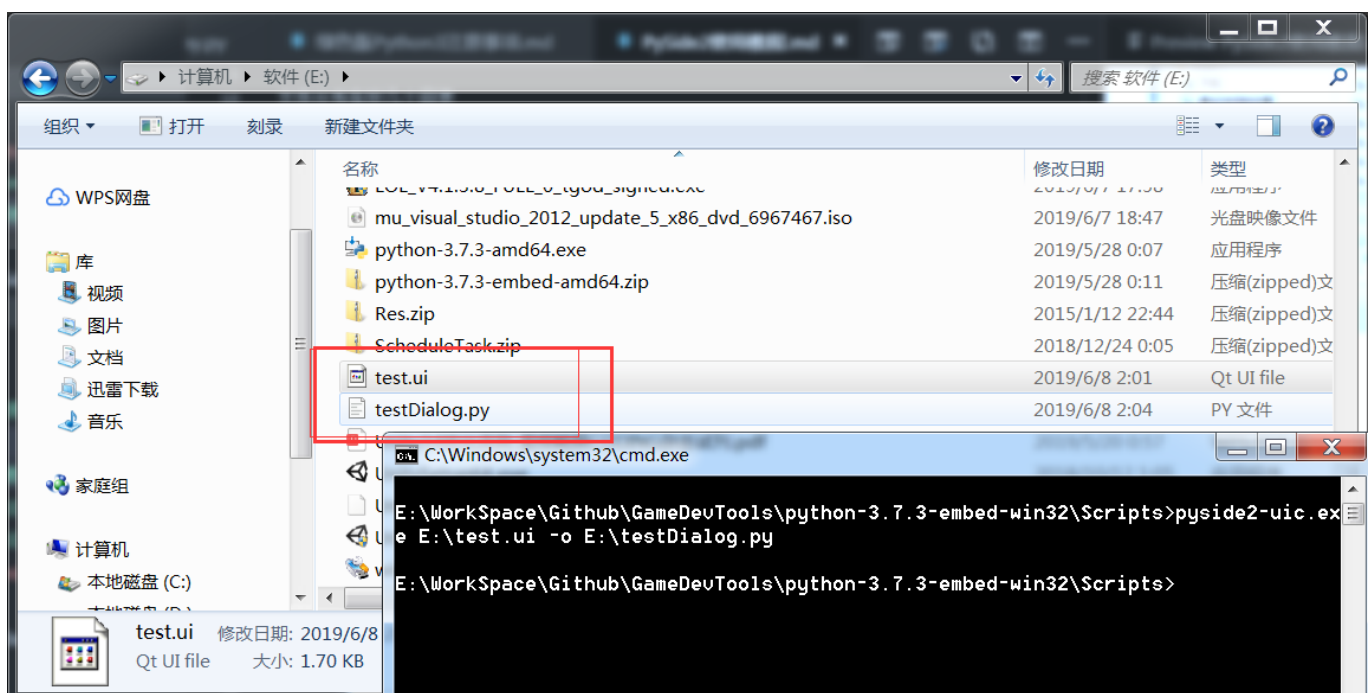 计算机 ▶ 软件 (E:) ▶
搜索 软件 (E:)
组织
打开
刻录
新建文件夹
名称
修改日期
类型
WPS网盘
库
视频
图片
文档
迅雷下载
音乐
家庭组
计算机
本地磁盘 (C:)
mu_visual_studio_2012_update_5_x86_dvd_6967467.iso 2019/6/7 18:47 光盘映像文件
python-3.7.3-amd64.exe 2019/5/28 0:07 应用程序
python-3.7.3-embed-amd64.zip 2019/5/28 0:11 压缩(zipped)文
Res.zip 2015/1/12 22:44 压缩(zipped)文
ScheduleTask.zip 2018/12/24 0:05 压缩(zipped)文
test.ui 2019/6/8 2:01 Qt UI file
testDialog.py 2019/6/8 2:04 PY 文件
C:\Windows\system32\cmd.exe
E:\WorkSpace\Github\GameDevTools\python-3.7.3-embed-win32\Scripts>pyside2-uic.ex
e E:\test.ui -o E:\testDialog.py
E:\WorkSpace\Github\GameDevTools\python-3.7.3-embed-win32\Scripts>
test.ui 修改日期: 2019/6/8
Qt UI file 大小: 1.70 KB